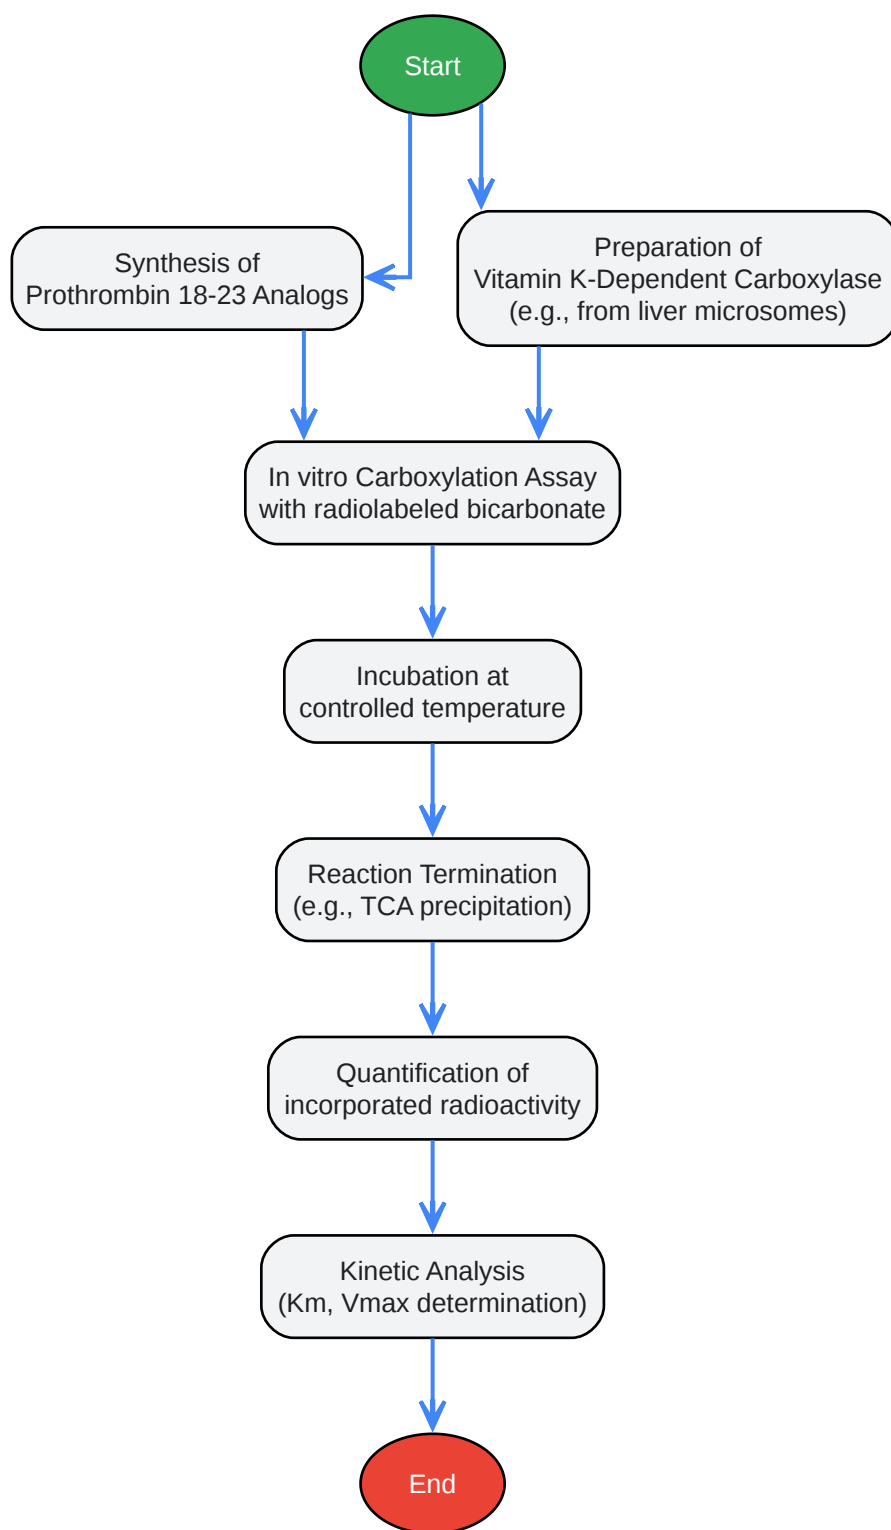 Start
Synthesis of
Prothrombin 18-23 Analogs
Preparation of
Vitamin K-Dependent Carboxylase
(e.g., from liver microsomes)
In vitro Carboxylation Assay
with radiolabeled bicarbonate
Incubation at
controlled temperature
Reaction Termination
(e.g., TCA precipitation)
Quantification of
incorporated radioactivity
Kinetic Analysis
(Km, Vmax determination)
End